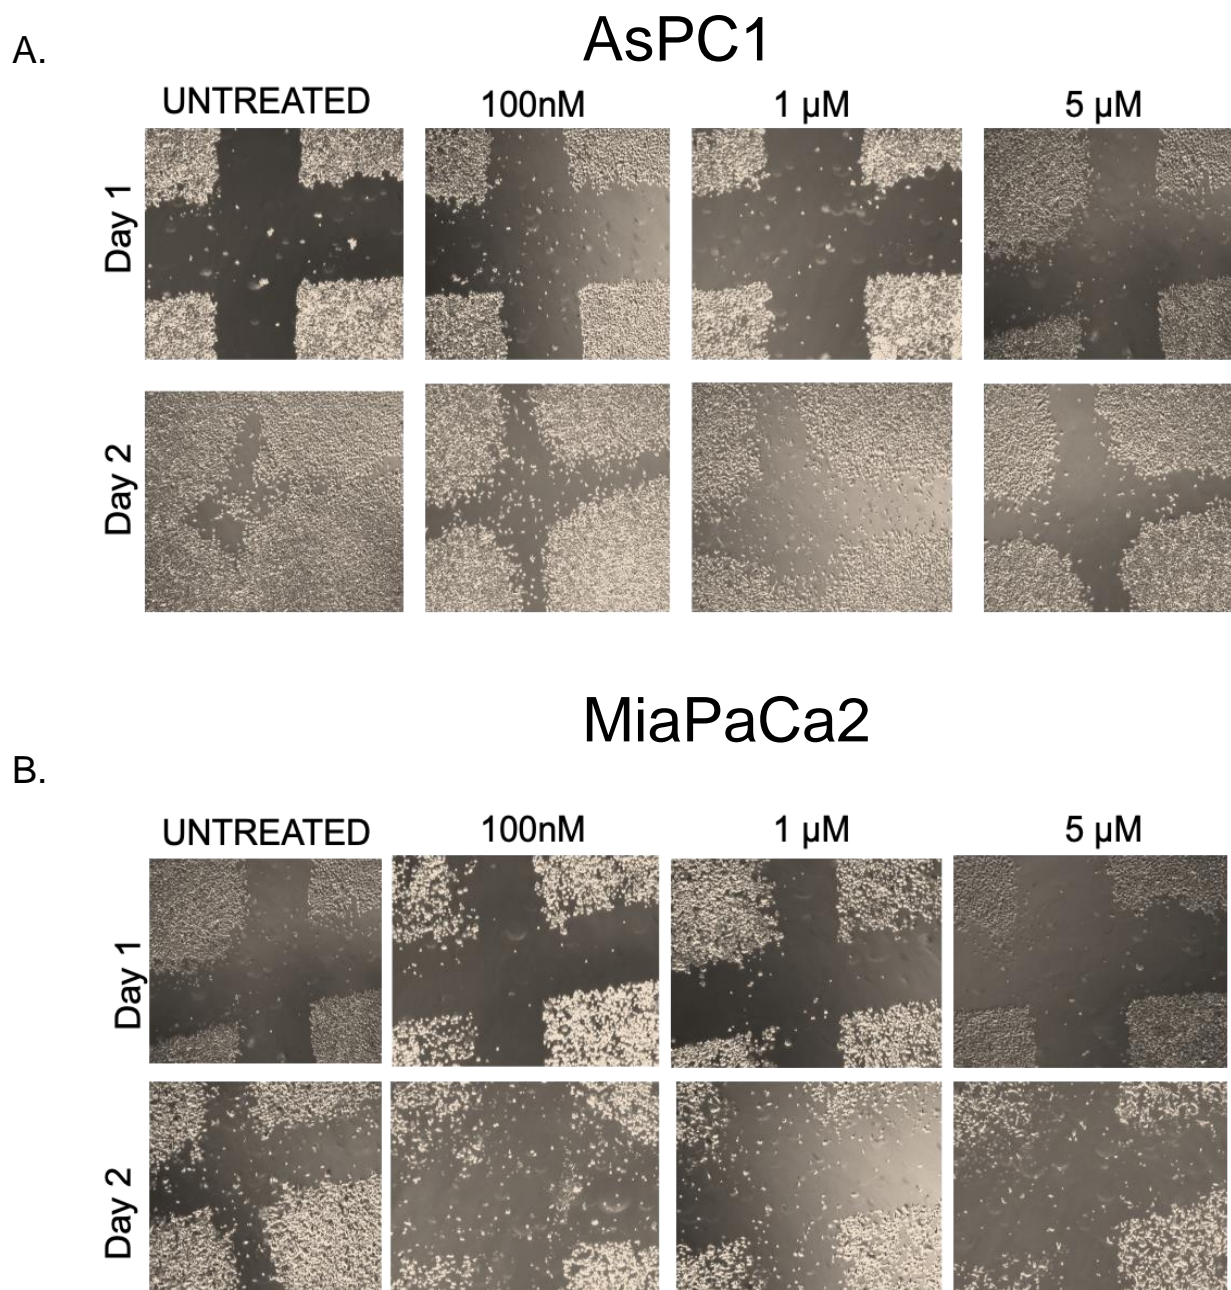 A.
AsPC1
UNTREATED 100nM 1 µM 5 µM
Day 1
Day 2
MiaPaCa2
B.
UNTREATED 100nM 1 µM 5 µM
Day 1
Day 2